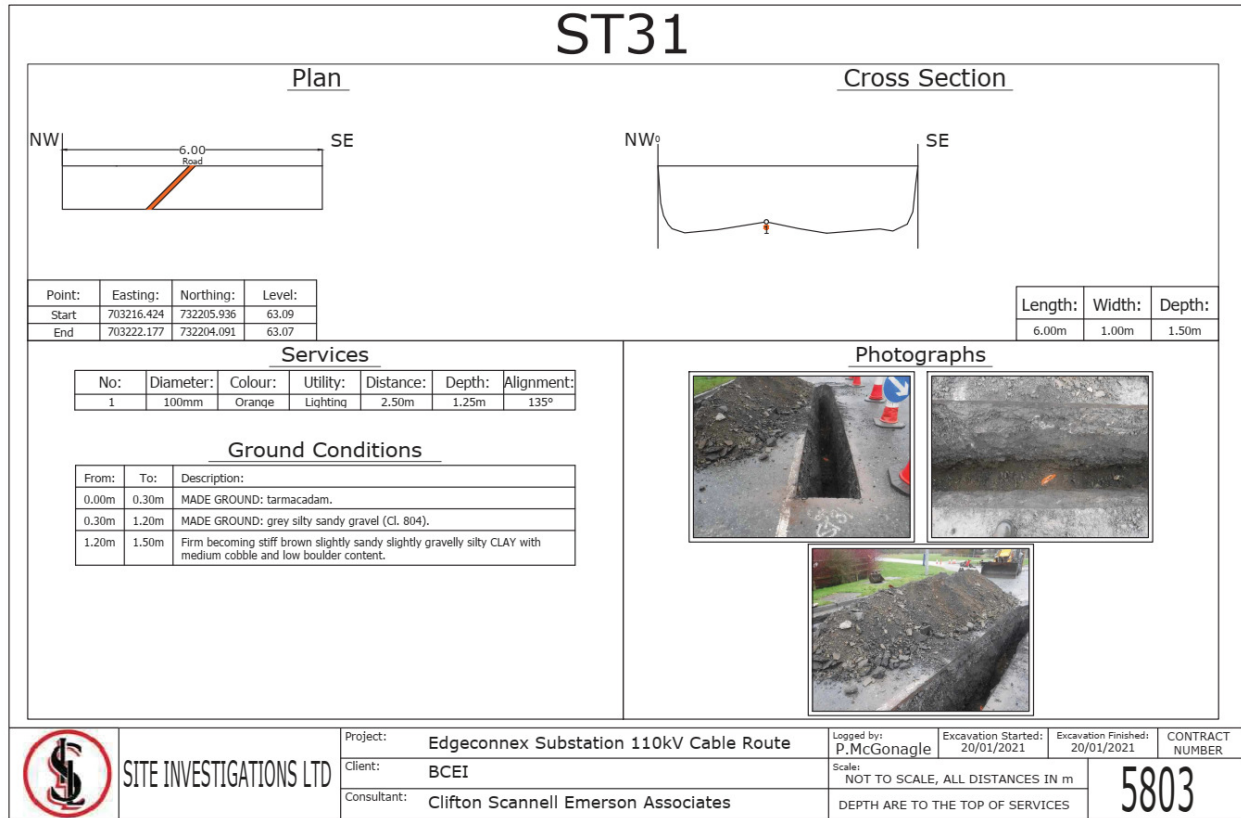 ST31
Plan
NW
SE
6.00
Road
Cross Section
NW
0
SE
1
Point: Easting: Northing: Level:
Start 703216.424 732205.936 63.09
End 703222.177 732204.091 63.07
Length: Width: Depth:
6.00m 1.00m 1.50m
Services
No: Diameter: Colour: Utility: Distance: Depth: Alignment:
1 100mm Orange Lighting 2.50m 1.25m 135º
Ground Conditions
From: To: Description:
0.00m 0.30m MADE GROUND: tarmacadam.
0.30m 1.20m MADE GROUND: grey silty sandy gravel (Cl. 804).
1.20m 1.50m Firm becoming stiff brown slightly sandy slightly gravelly silty CLAY with
medium cobble and low boulder content.
Photographs
ST31
SITE INVESTIGATIONS LTD
Project: Edgeconnex Substation 110kV Cable Route
Client: BCEI
Consultant: Clifton Scannell Emerson Associates
Logged by:
P.McGonagle
Excavation Started:
20/01/2021
Excavation Finished:
20/01/2021
Scale:
NOT TO SCALE, ALL DISTANCES IN m
DEPTH ARE TO THE TOP OF SERVICES
CONTRACT
NUMBER
5803